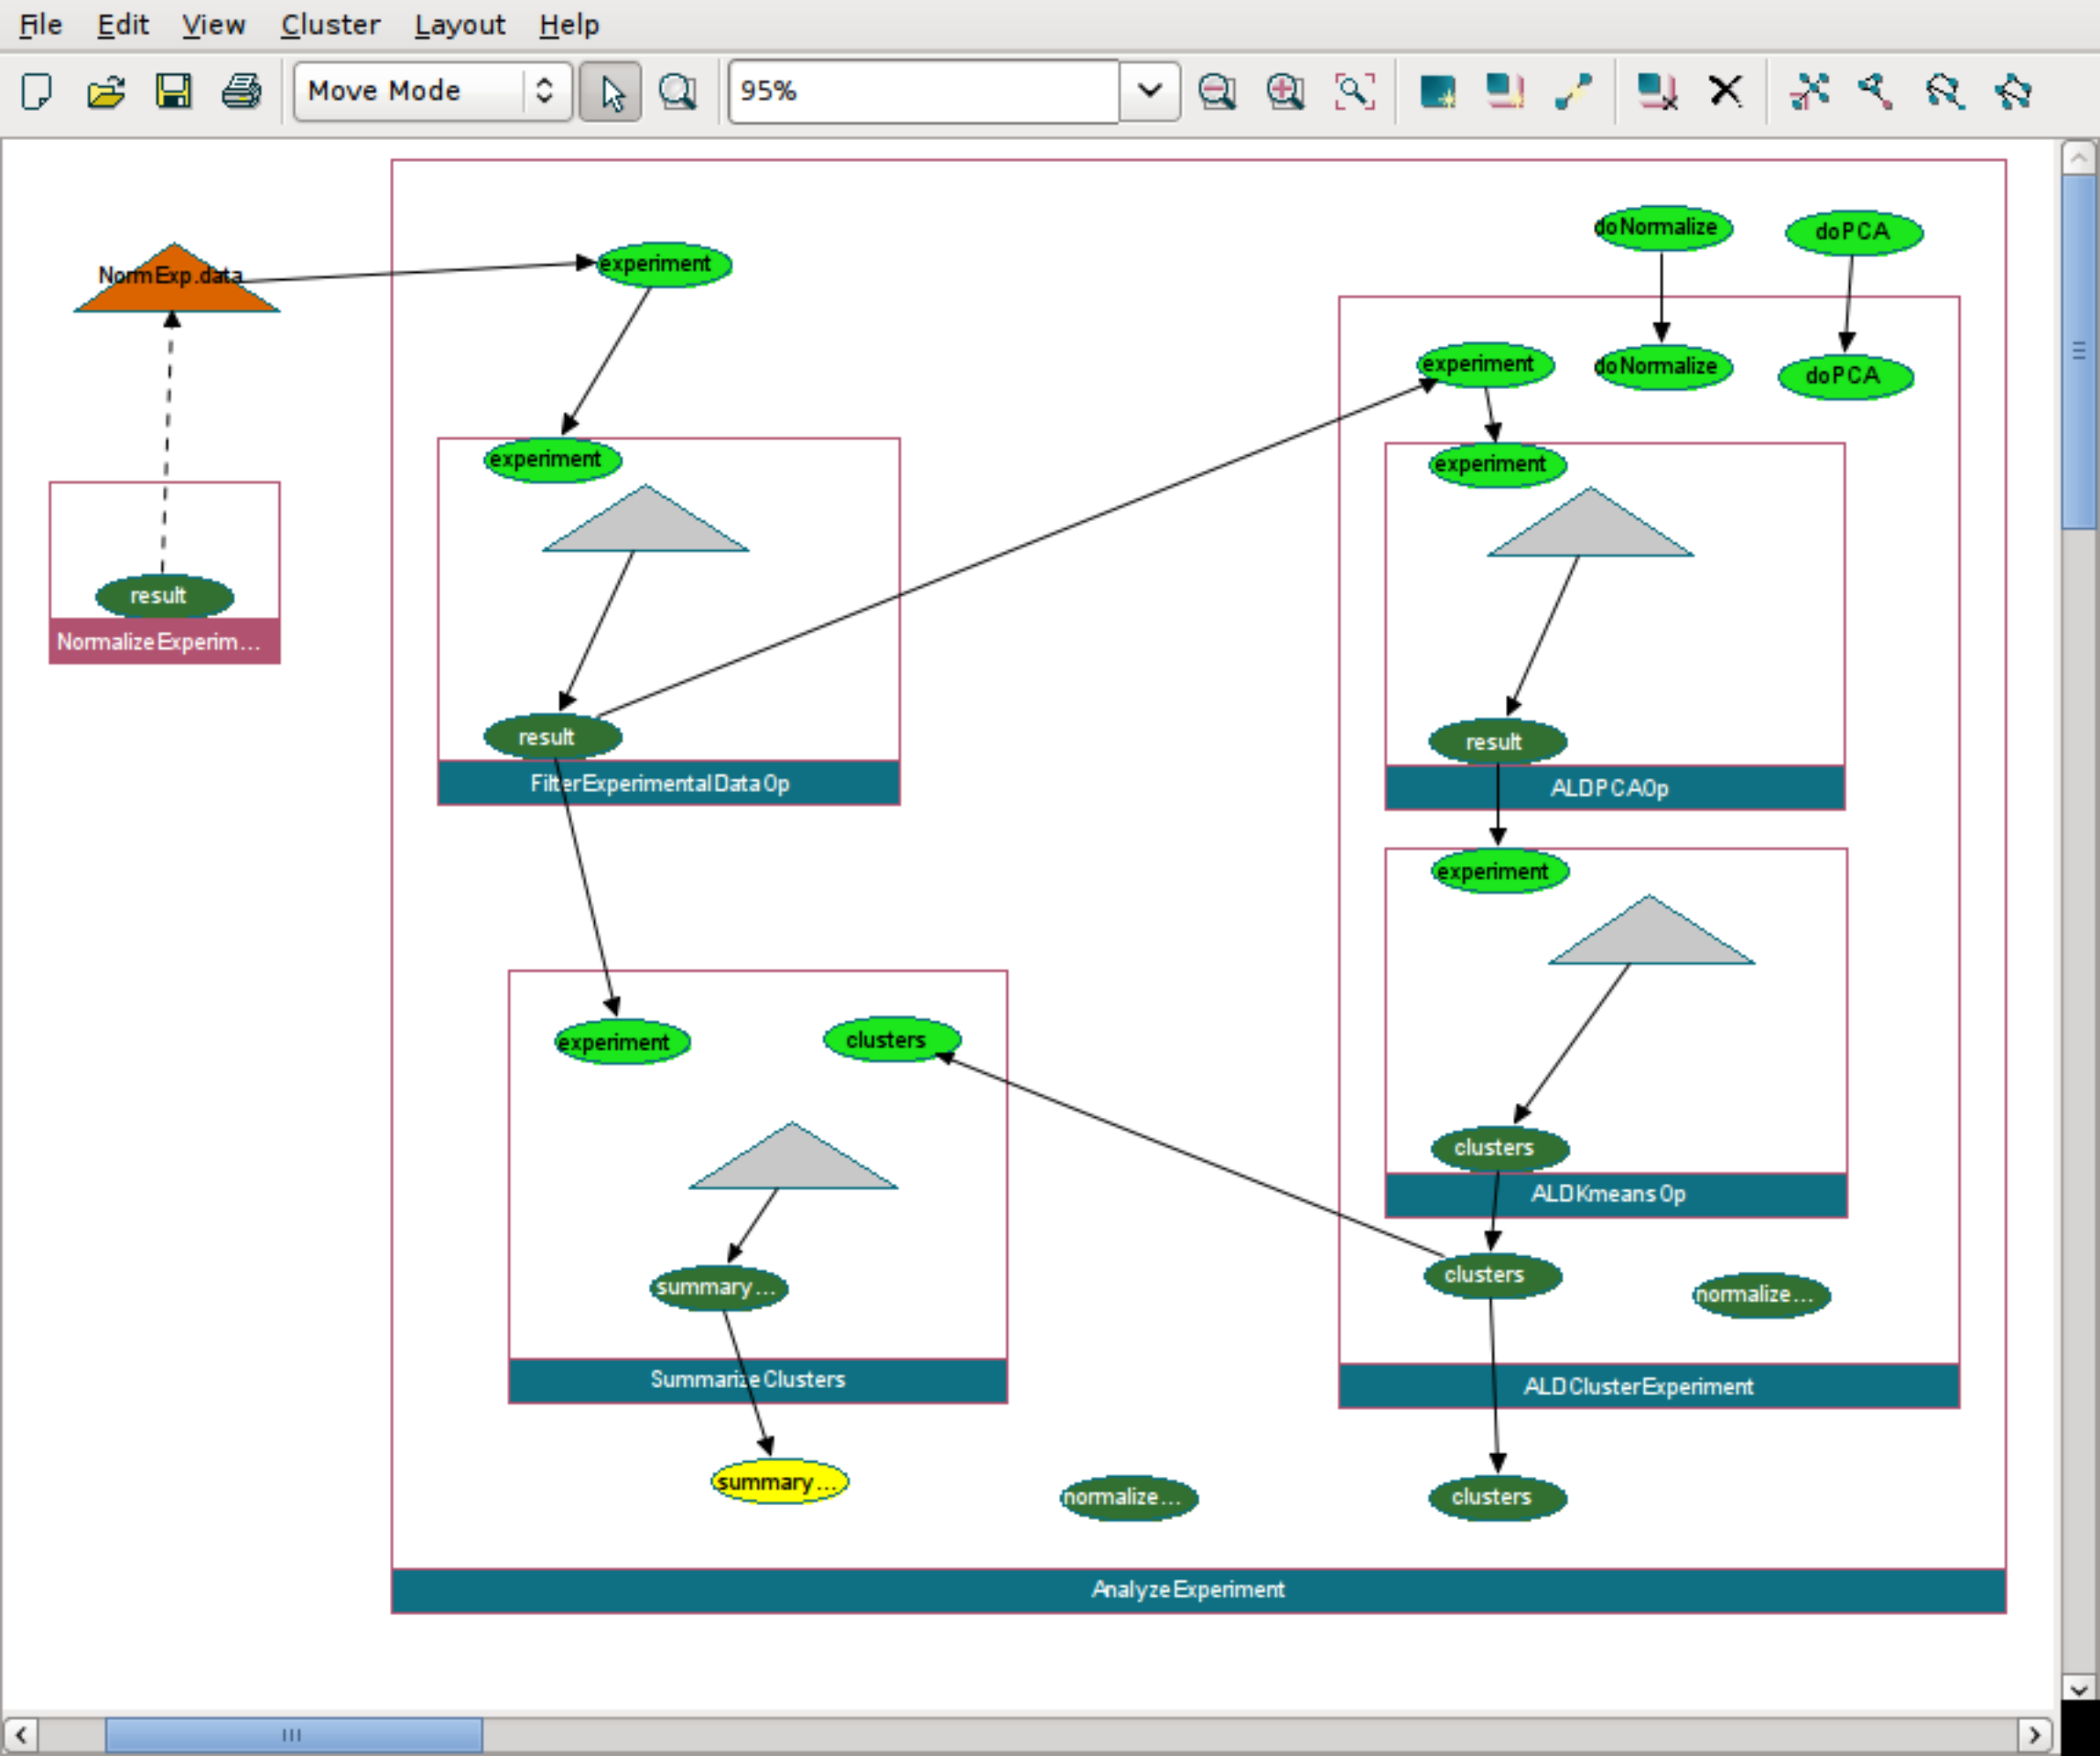 File Edit View Cluster Layout Help
Move Mode
95%
doNormalize
doPCA
NormExp.data
experiment
experiment
doNormalize
doPCA
experiment
experiment
result
NormalizeExperim...
result
FilterExperimentalDataOp
result
ALDPCAOp
experiment
experiment
clusters
clusters
ALDKmeansOp
summary...
clusters
normalize...
SummarizeClusters
ALDClusterExperiment
summary...
normalize...
clusters
AnalyzeExperiment